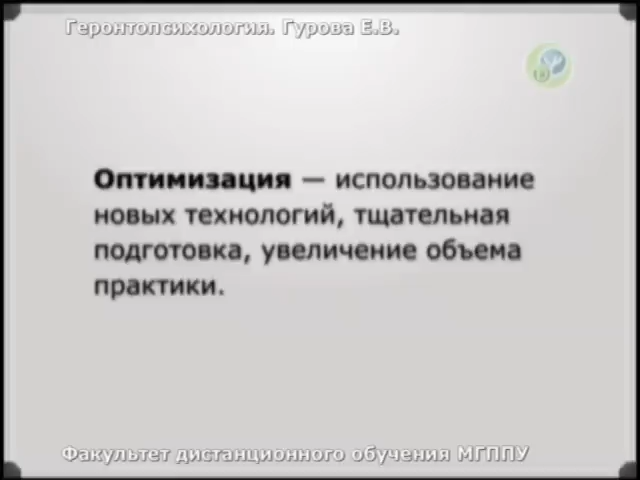 Геронтопсихология. Гурова Е.В.
Оптимизация — использование
новых технологий, тщательная
подготовка, увеличение объема
практики.
Факультет дистанционного обучения МГППУ